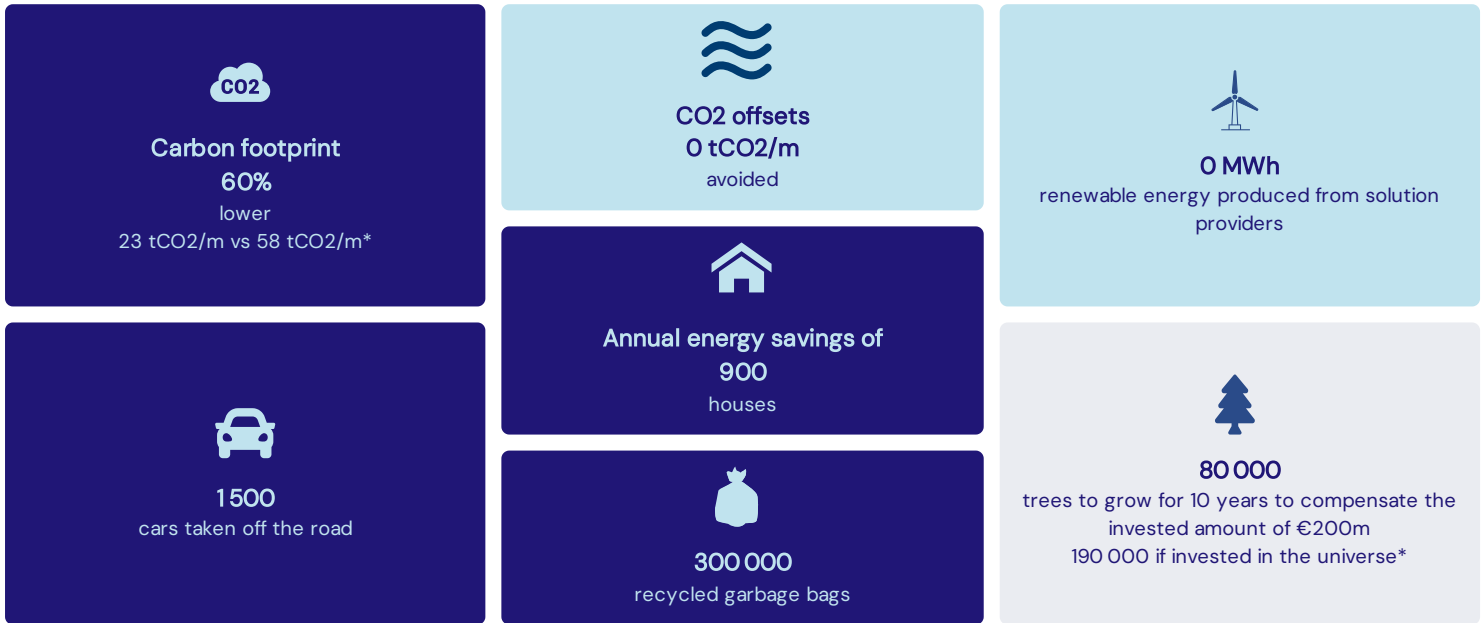 CO2
Carbon footprint
60%
lower
23 tCO2/m vs 58 tCO2/m*
CO2 offsets
0 tCO2/m
avoided
0 MWh
renewable energy produced from solution
providers
Annual energy savings of
900
houses
1 500
cars taken off the road
300 000
recycled garbage bags
80 000
trees to grow for 10 years to compensate the
invested amount of €200m
190 000 if invested in the universe*